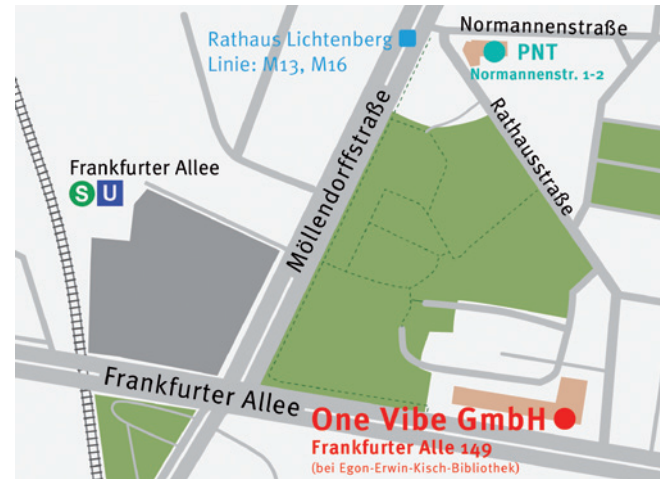 Normannenstraße
Rathaus Lichtenberg
Linie: M13, M16
PNT
Normannenstr. 1-2
Rathausstraße
Möllendorffstraße
Frankfurter Allee
S U
Frankfurter Allee
One Vibe GmbH
Frankfurter Alle 149
(bei Egon-Erwin-Kisch-Bibliothek)